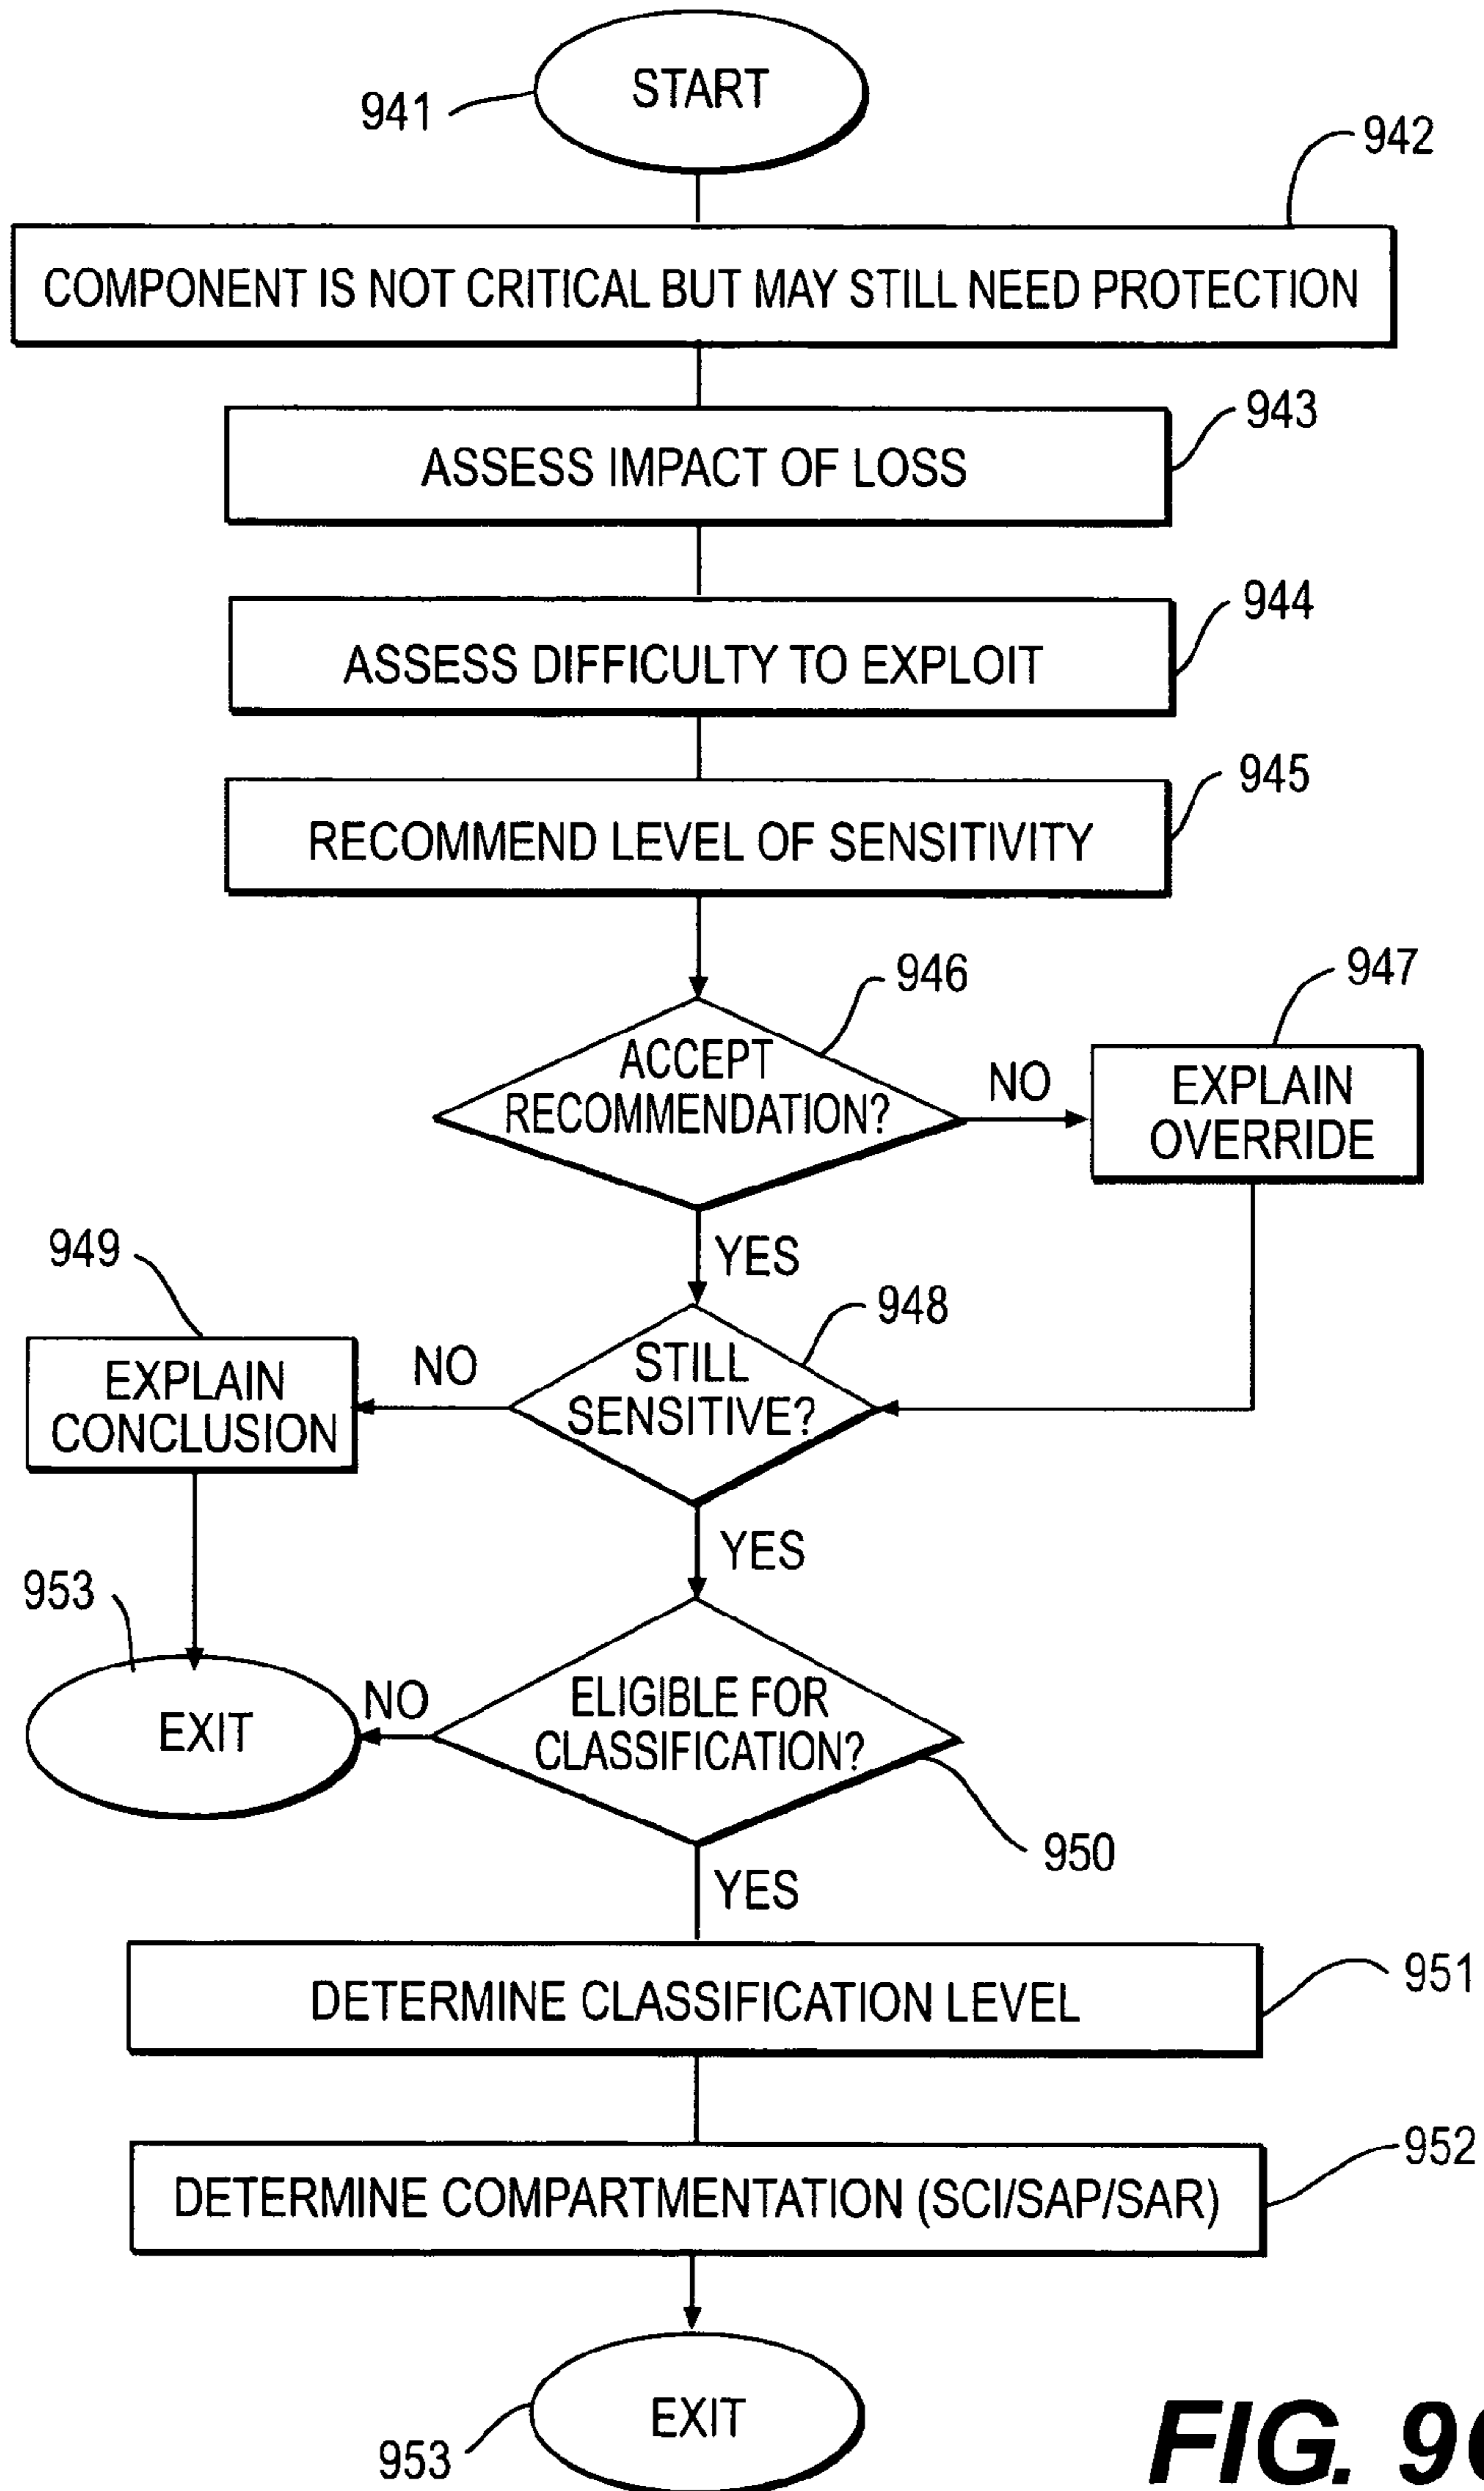 START
941
942
COMPONENT IS NOT CRITICAL BUT MAY STILL NEED PROTECTION
943
ASSESS IMPACT OF LOSS
944
ASSESS DIFFICULTY TO EXPLOIT
945
RECOMMEND LEVEL OF SENSITIVITY
946
947
ACCEPT
RECOMMENDATION?
NO
EXPLAIN
OVERRIDE
YES
949
948
EXPLAIN
CONCLUSION
NO
STILL
SENSITIVE?
YES
953
EXIT
NO
ELIGIBLE FOR
CLASSIFICATION?
950
YES
951
DETERMINE CLASSIFICATION LEVEL
952
DETERMINE COMPARTMENTATION (SCI/SAP/SAR)
EXIT
953
FIG. 9